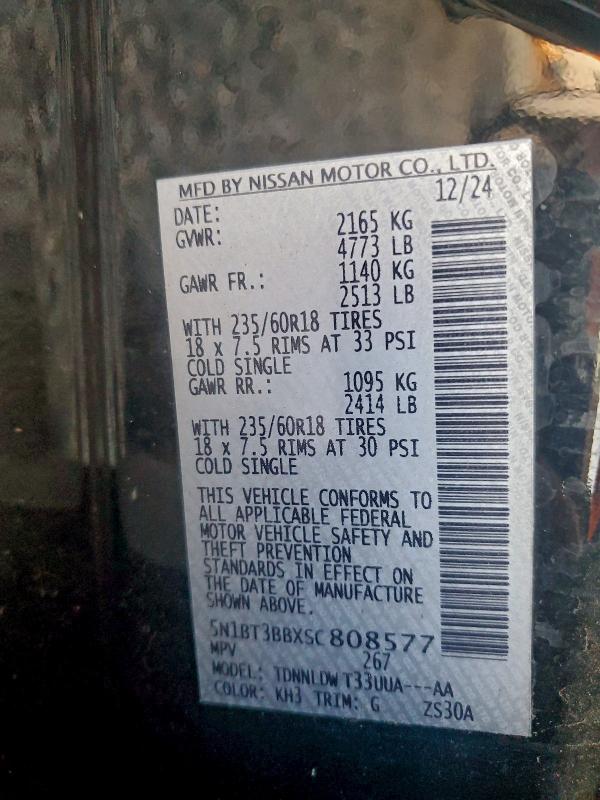 MFD BY NISSAN MOTOR CO., LTD.
DATE: 12/24
GVWR: 2165 KG
4773 LB
GAWR FR.: 1140 KG
2513 LB
WITH 235/60R18 TIRES
18 x 7.5 RIMS AT 33 PSI
COLD SINGLE
GAWR RR.: 1095 KG
2414 LB
WITH 235/60R18 TIRES
18 x 7.5 RIMS AT 30 PSI
COLD SINGLE
THIS VEHICLE CONFORMS TO
ALL APPLICABLE FEDERAL
MOTOR VEHICLE SAFETY AND
THEFT PREVENTION
STANDARDS IN EFFECT ON
THE DATE OF MANUFACTURE
SHOWN ABOVE.
5N1BT3BBXSC808577
MPV 267
MODEL: TDNNLDW T33UUA---AA
COLOR: KH3 TRIM: G ZS30A